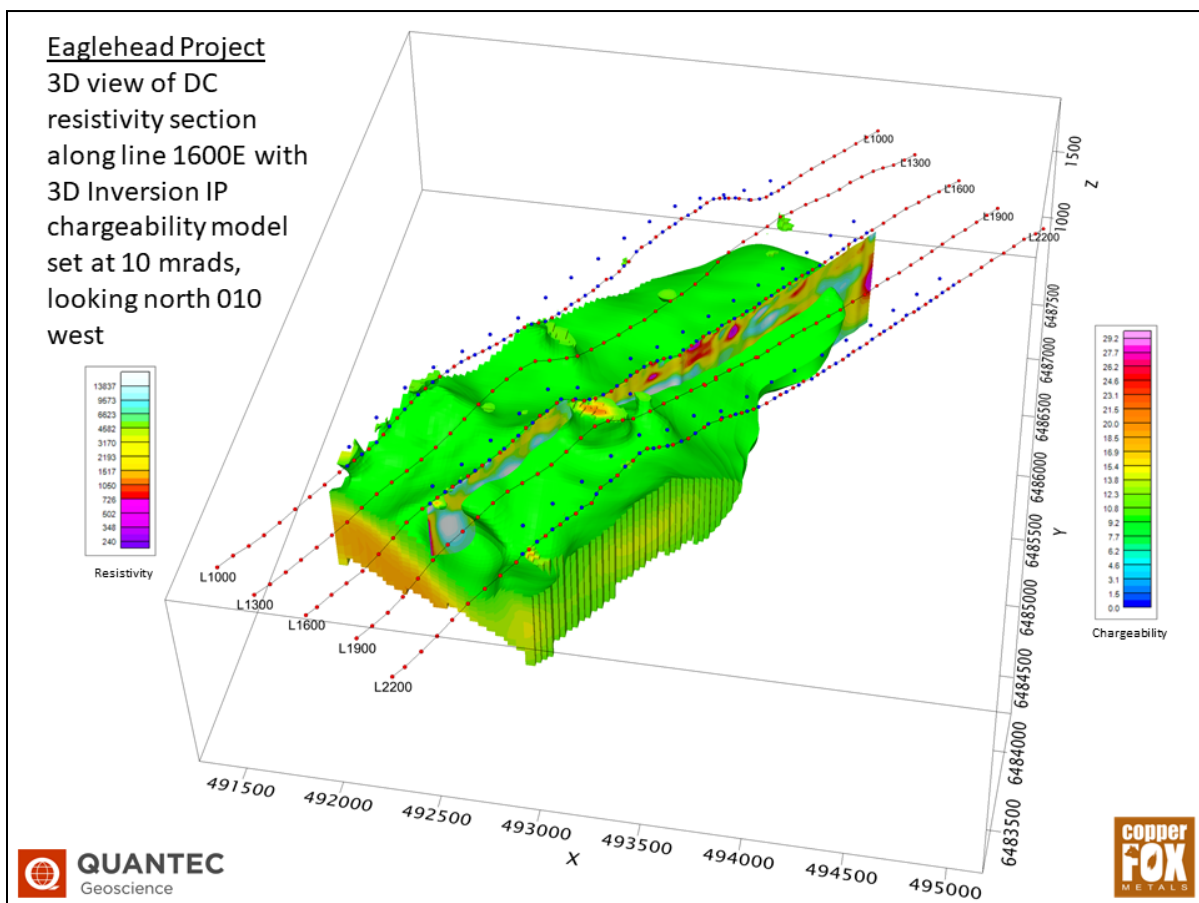 Eaglehead Project
3D view of DC
resistivity section
along line 1600E with
3D Inversion IP
chargeability model
set at 10 mrads,
looking north 010
west
13837
9673
6623
4682
3170
2193
1517
1050
726
502
348
240
Resistivity
L1000
L1300
L1600
L1900
L2200
L1000
L1300
L1600
L1900
L2200
1500
1000
Z
6487500
6487000
6486500
6486000
6485500
6485000
6484500
6484000
6483500
Y
491500
492000
492500
493000
493500
494000
494500
495000
X
29.2
27.7
26.2
24.6
23.1
21.5
20.0
18.5
16.9
15.4
13.8
12.3
10.8
9.2
7.7
6.2
4.6
3.1
1.5
0.0
Chargeability
QUANTEC
Geoscience
copper
FOX
METALS